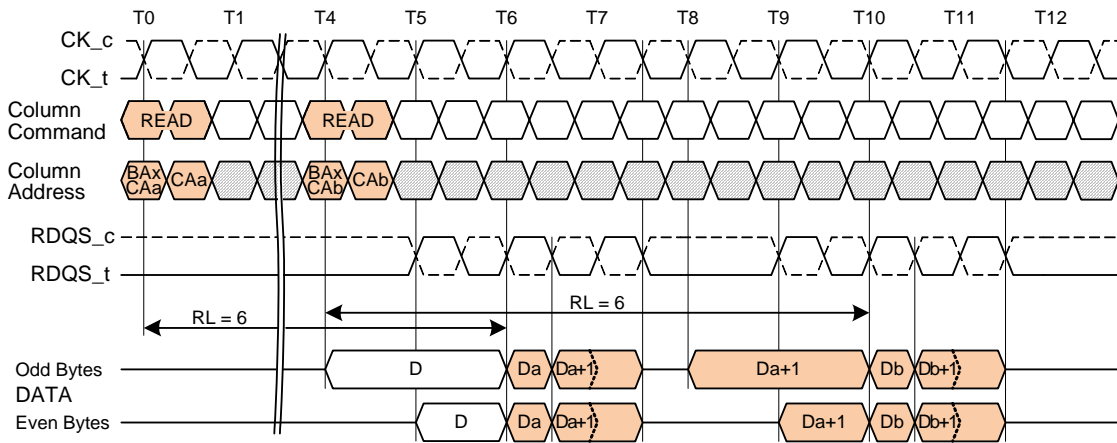 T0 T1 T4 T5 T6 T7 T8 T9 T10 T11 T12
CK_c
CK_t
Column Command
READ READ
Column Address
BAx CAa CAa BAx CAb CAb
RDQS_c
RDQS_t
RL = 6 RL = 6
Odd Bytes D Da Da+1 Da+1 Db Db+1
DATA
Even Bytes D Da Da+1 Da+1 Db Db+1